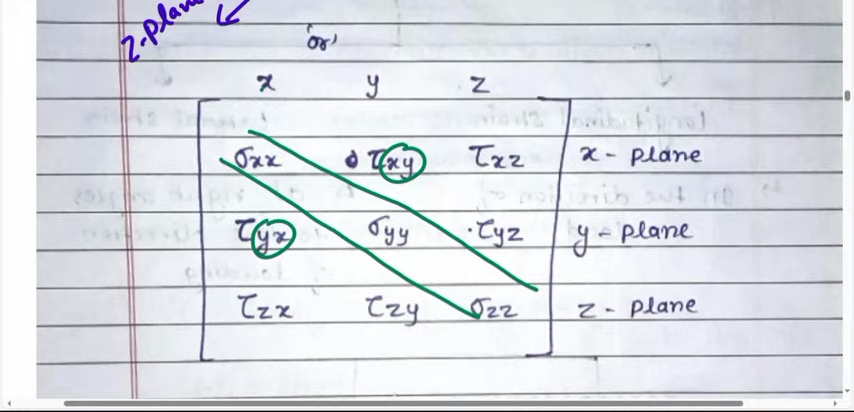 z-plane
or,
x y z
σxx τxy τxz x - plane
τyx σyy τyz y - plane
τzx τzy σzz z - plane